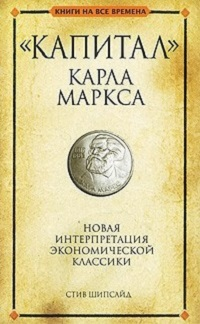 КНИГИ НА ВСЕ ВРЕМЕНА
«КАПИТАЛ»
КАРЛА
МАРКСА
НОВАЯ
ИНТЕРПРЕТАЦИЯ
ЭКОНОМИЧЕСКОЙ
КЛАССИКИ
СТИВ ШИПСАЙД